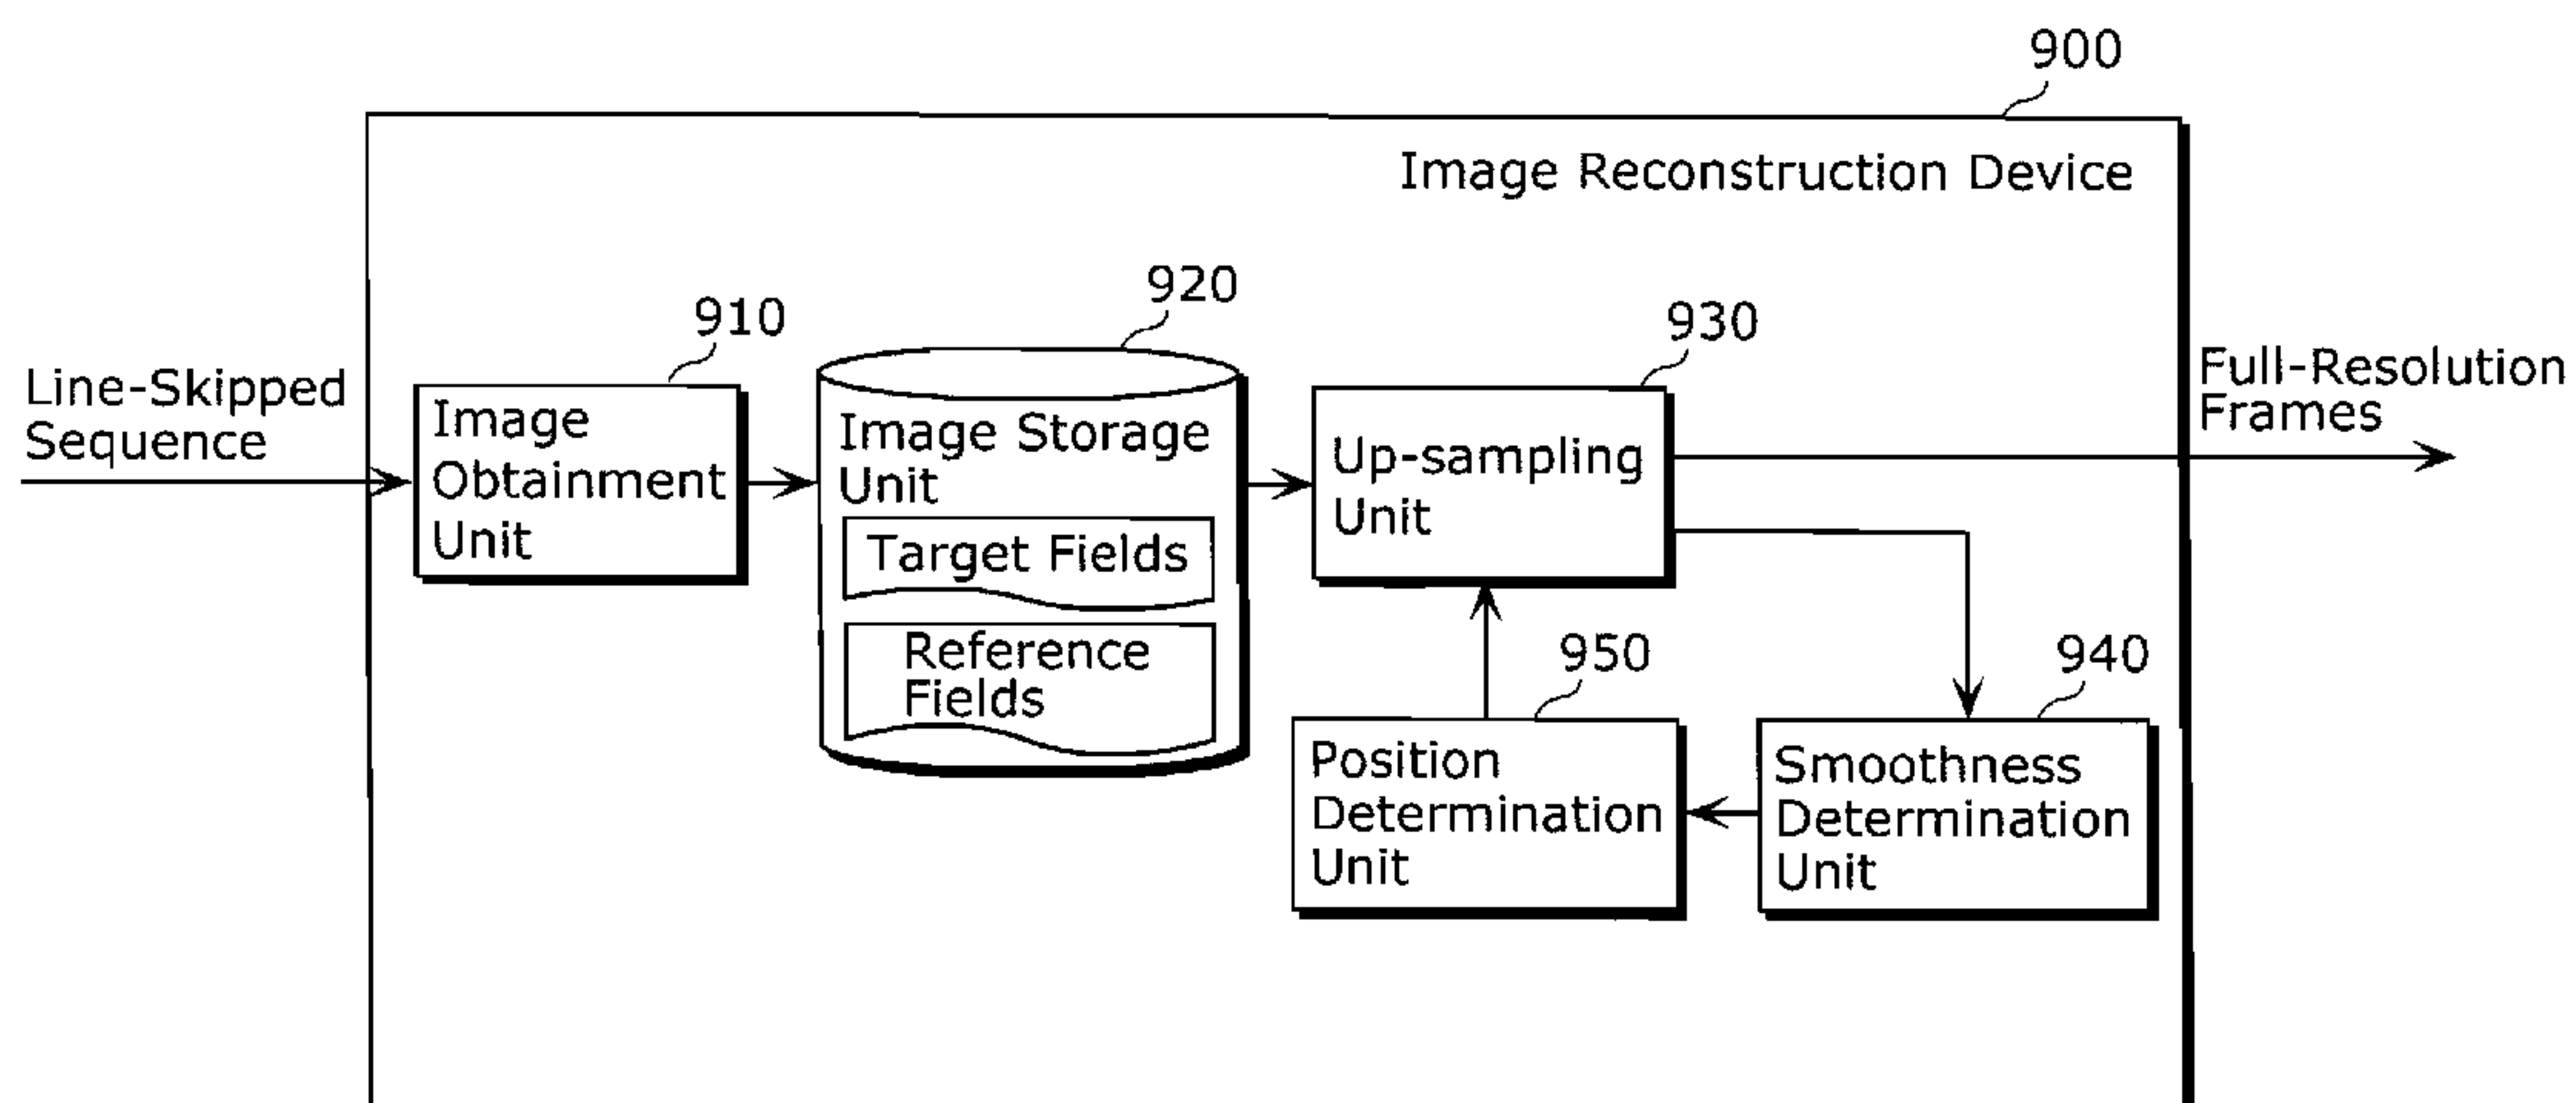 900
Image Reconstruction Device
920
910
930
Line-Skipped
Sequence
Full-Resolution
Frames
Image
Obtainment
Unit
Image Storage
Unit
Target Fields
Reference
Fields
Up-sampling
Unit
950
940
Position
Determination
Unit
Smoothness
Determination
Unit